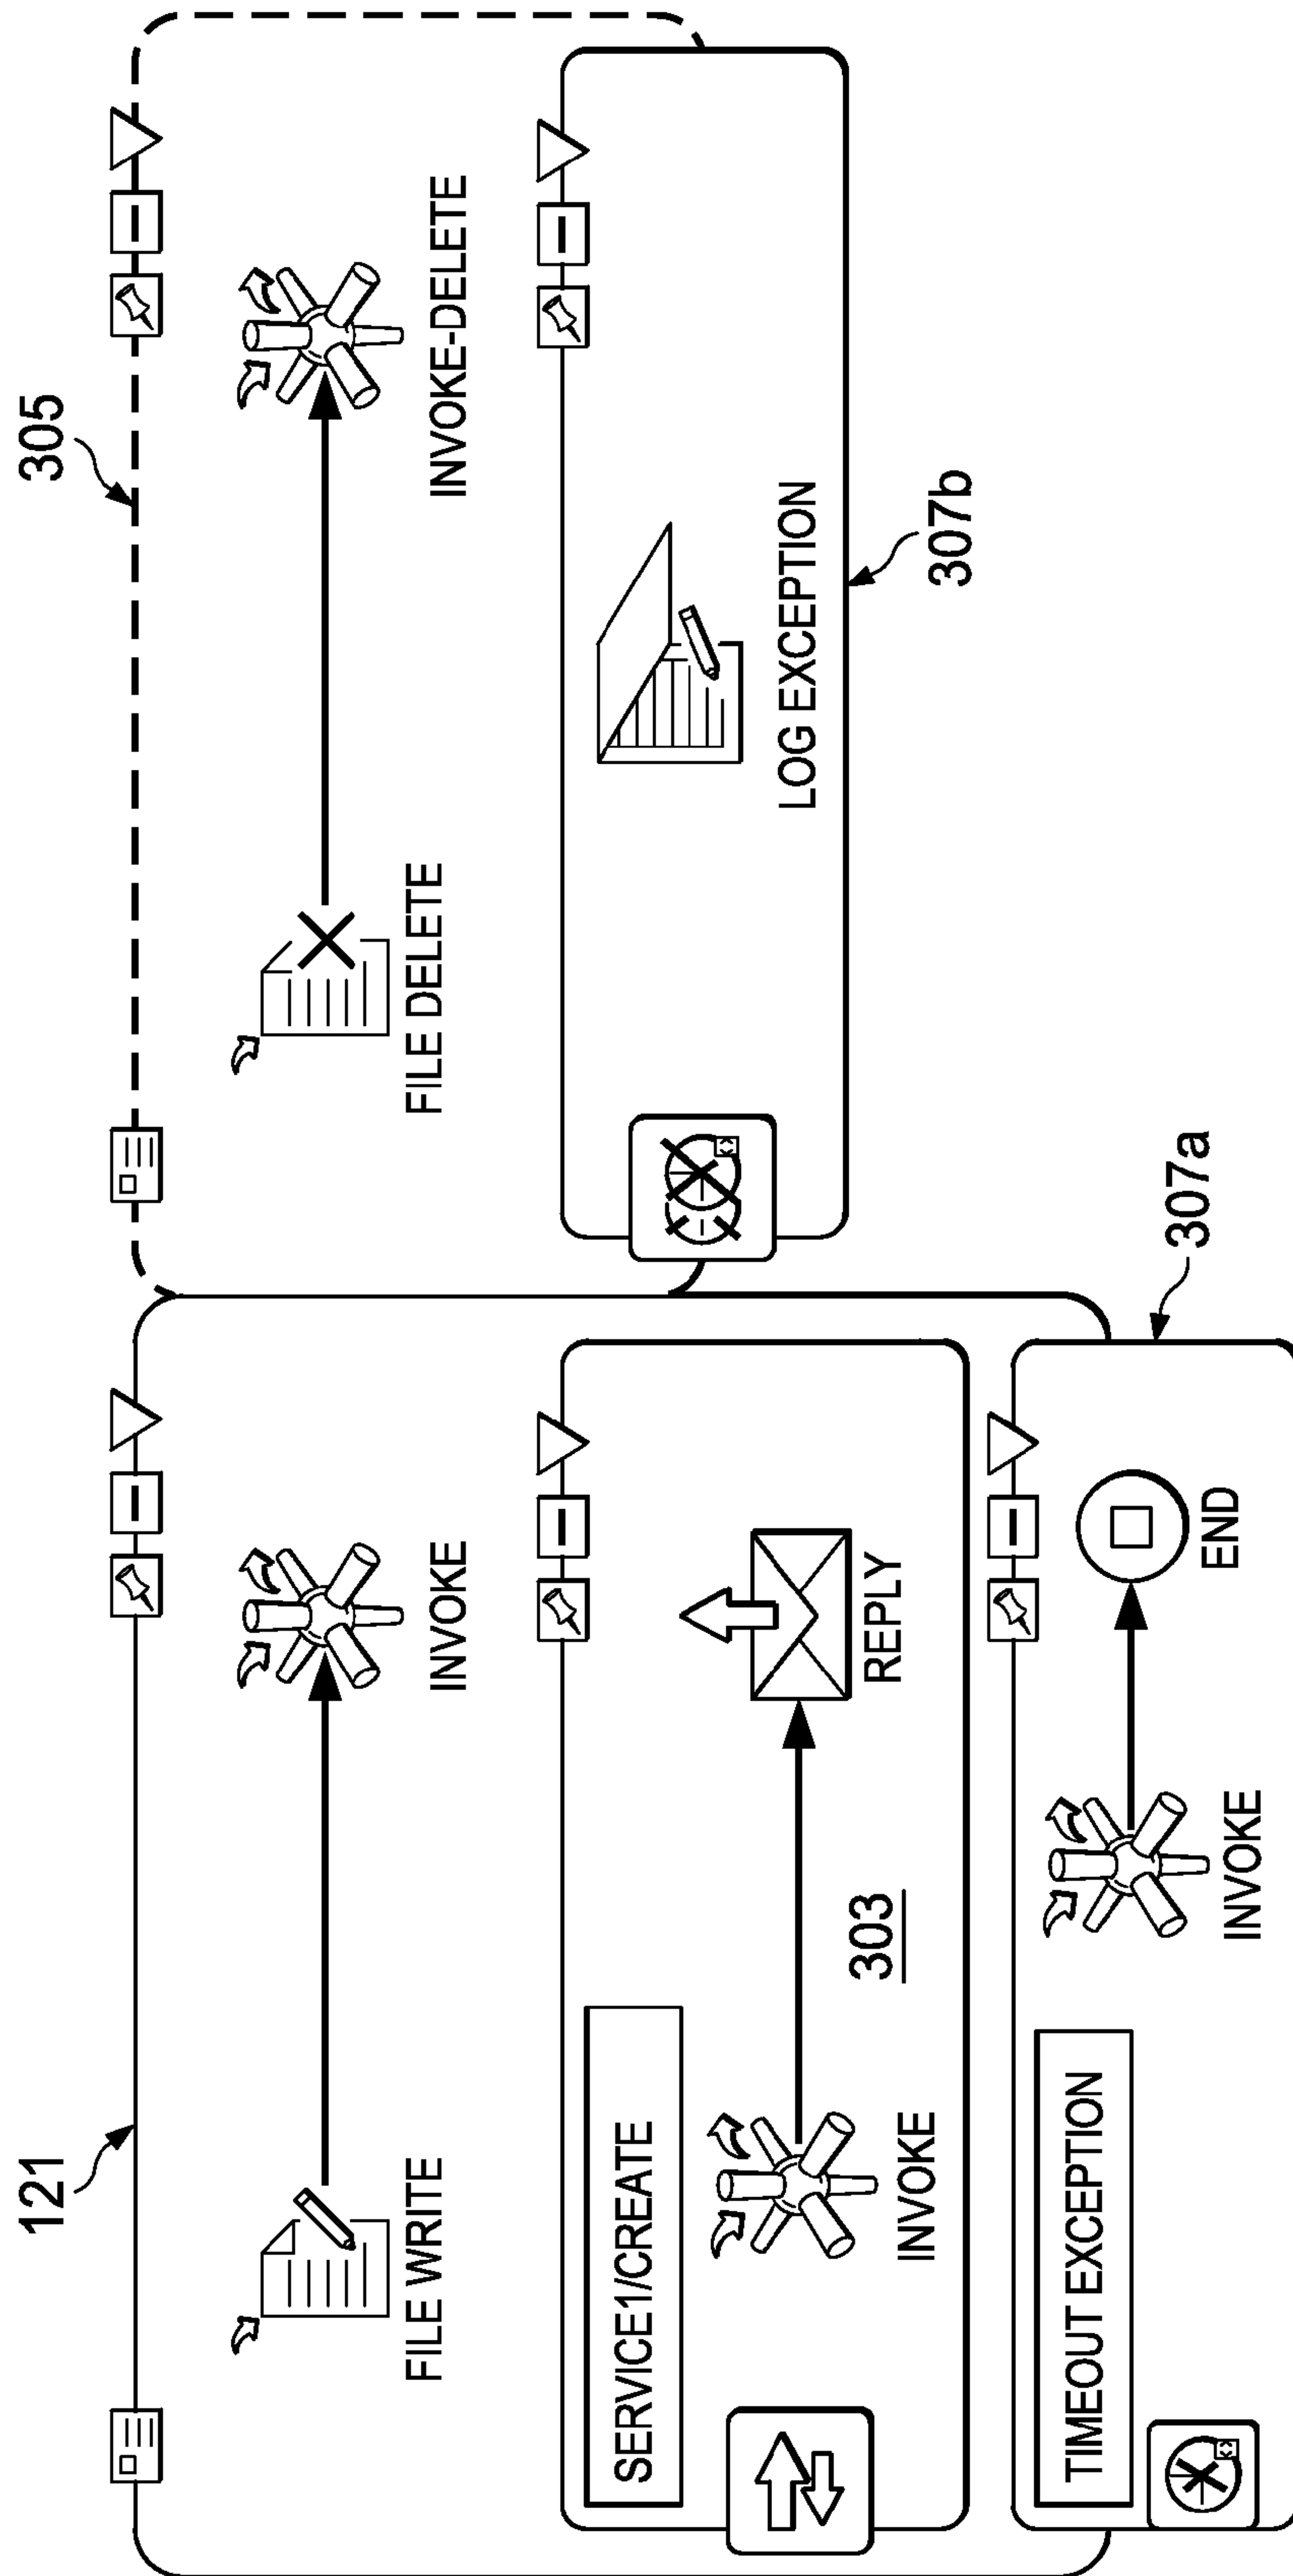 121
305
FILE WRITE
INVOKE
FILE DELETE
INVOKE-DELETE
SERVICE1/CREATE
INVOKE
REPLY
303
LOG EXCEPTION
307b
TIMEOUT EXCEPTION
INVOKE
END
307a